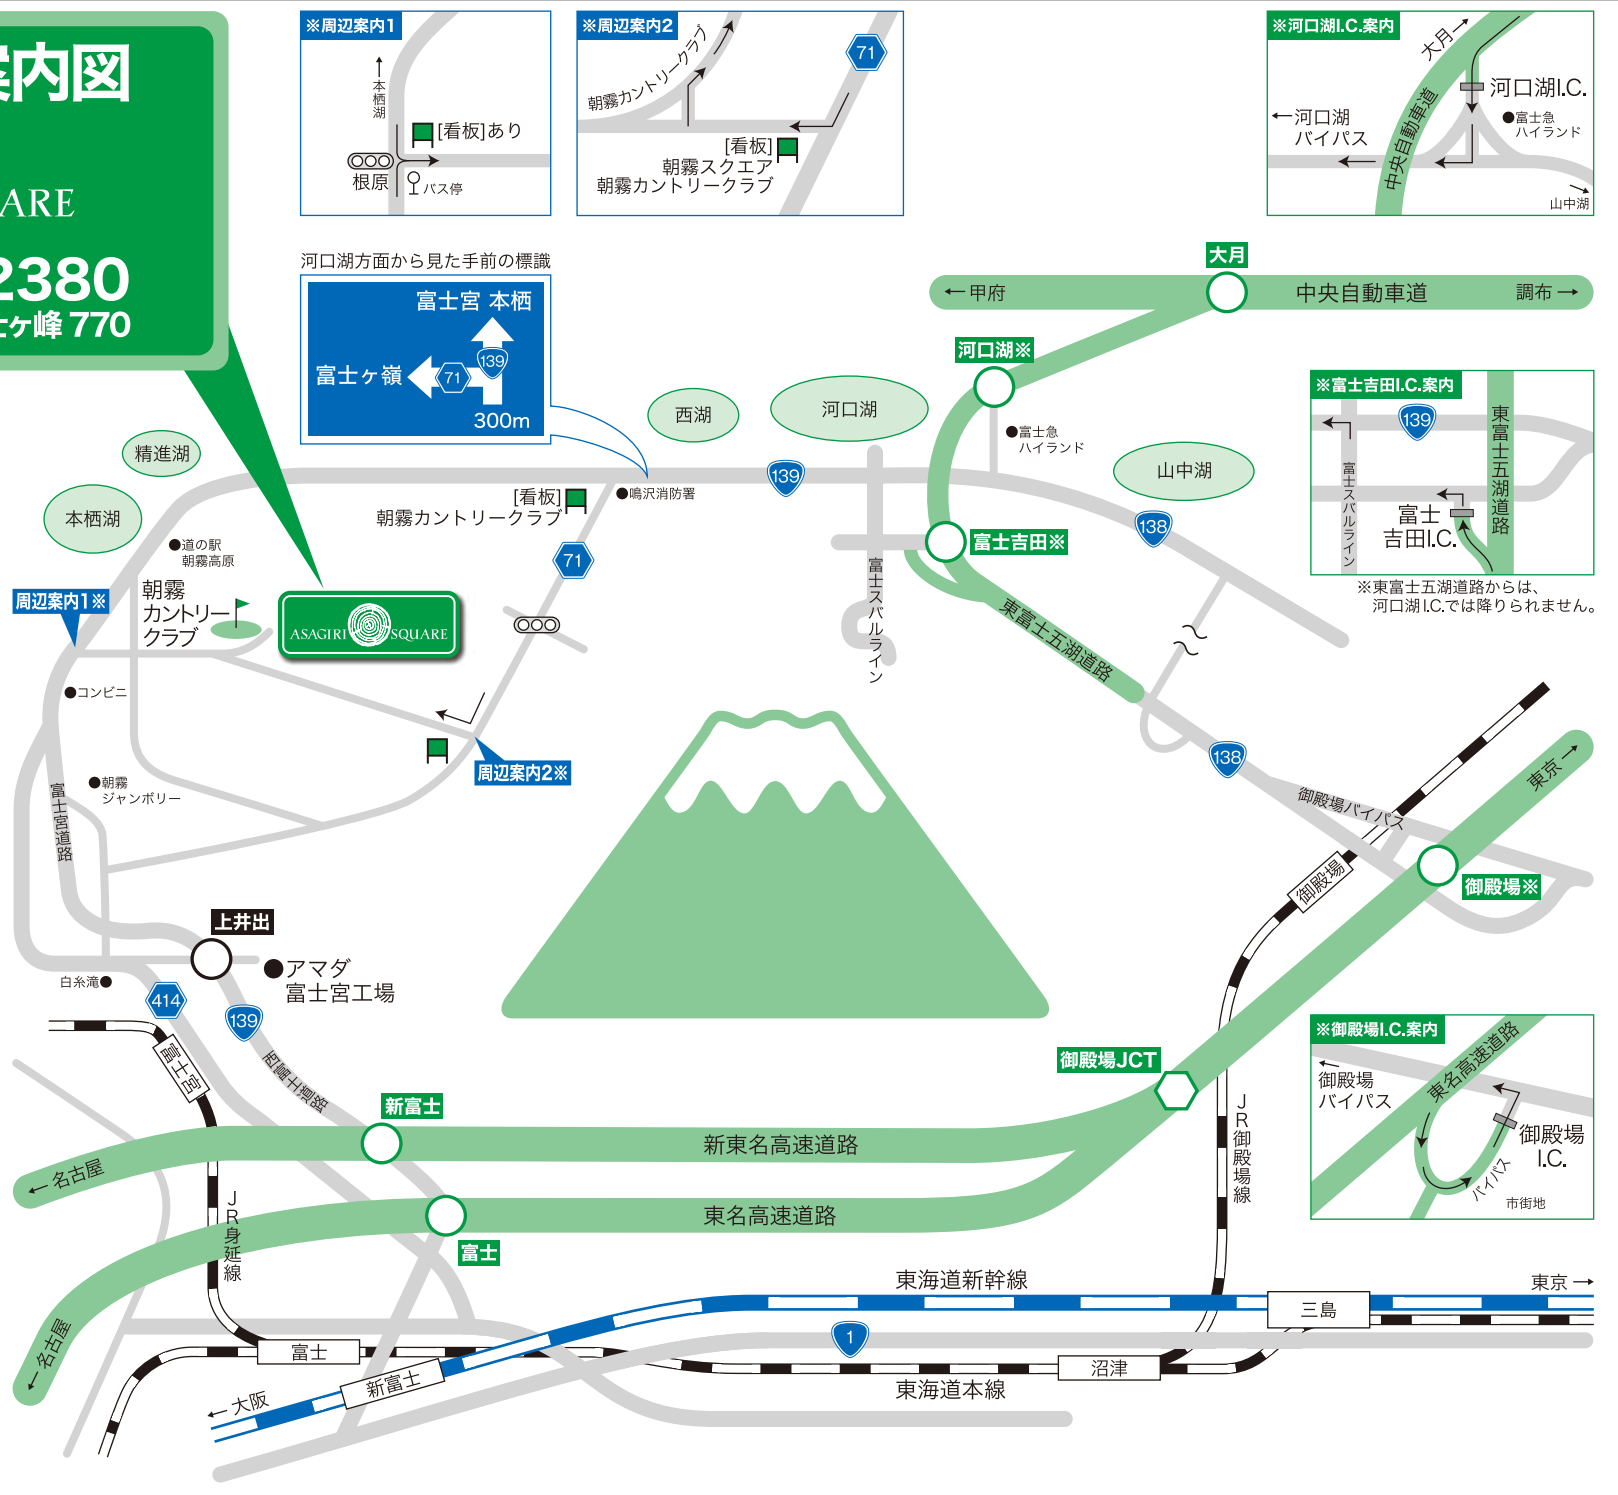 案内図
ARE
2380
士ヶ峰 770
※周辺案内1
↑本栖湖
[看板]あり
根原
バス停
※周辺案内2
朝霧カントリークラブ
71
[看板]
朝霧スクエア
朝霧カントリークラブ
※河口湖I.C.案内
大月→
河口湖I.C.
←河口湖
バイパス
●富士急
ハイランド
中央自動車道
山中湖
河口湖方面から見た手前の標識
富士宮 本栖
139
富士ヶ嶺
71
300m
大月
←甲府
中央自動車道
調布→
河口湖※
西湖
河口湖
●富士急
ハイランド
山中湖
精進湖
本栖湖
[看板]
朝霧カントリークラブ
●鳴沢消防署
139
138
71
富士吉田※
富士スバルライン
東富士五湖道路
※富士吉田I.C.案内
139
東富士五湖道路
富士スバルライン
富士
吉田I.C.
※東富士五湖道路からは、
河口湖I.C.では降りられません。
●道の駅
朝霧高原
周辺案内1※
朝霧
カントリー
クラブ
ASAGIRI SQUARE
●コンビニ
周辺案内2※
●朝霧
ジャンボリー
富士宮道路
138
御殿場バイパス
東京→
御殿場
御殿場※
上井出
●アマダ
富士宮工場
白糸滝●
414
139
富士宮
西富士道路
新富士
御殿場JCT
新東名高速道路
←名古屋
JR身延線
JR御殿場線
東名高速道路
富士
←名古屋
※御殿場I.C.案内
東名高速道路
←
御殿場
バイパス
御殿場
I.C.
バイパス
市街地
東海道新幹線
東京→
三島
1
富士
新富士
沼津
東海道本線
←大阪